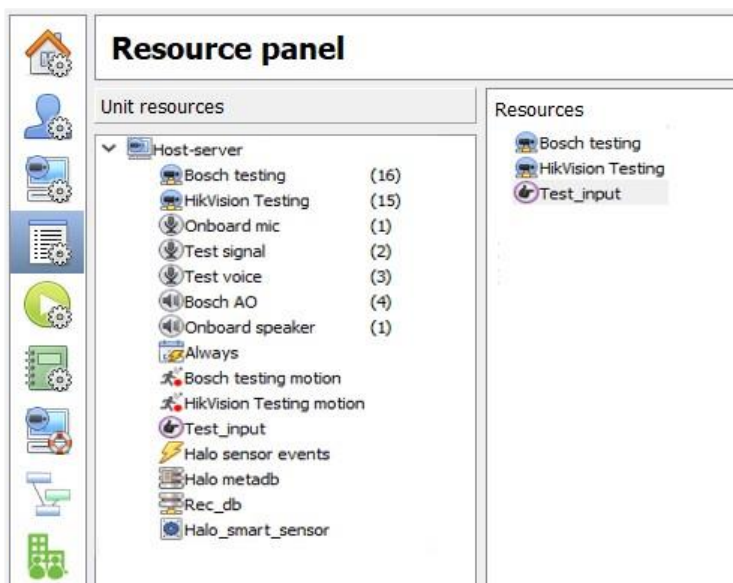 Resource panel
Unit resources
Host-server
Bosch testing (16)
HikVision Testing (15)
Onboard mic (1)
Test signal (2)
Test voice (3)
Bosch AO (4)
Onboard speaker (1)
Always
Bosch testing motion
HikVision Testing motion
Test_input
Halo sensor events
Halo metadb
Rec_db
Halo_smart_sensor
Resources
Bosch testing
HikVision Testing
Test_input